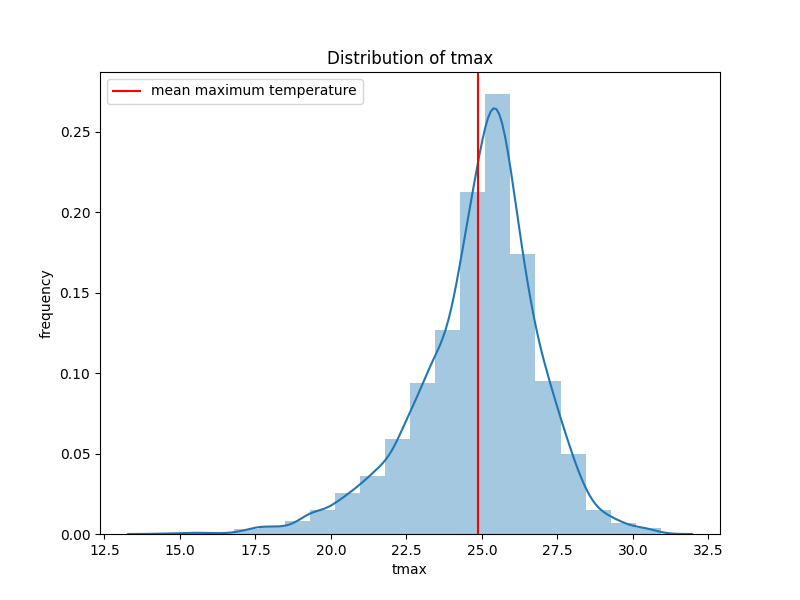 Distribution of tmax
mean maximum temperature
0.25
0.20
0.15
0.10
0.05
0.00
frequency
12.5 15.0 17.5 20.0 22.5 25.0 27.5 30.0 32.5
tmax